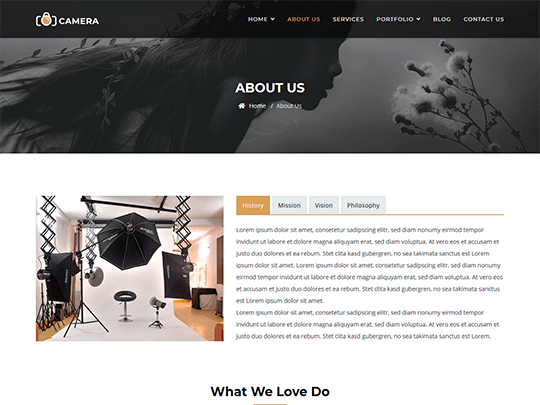 CAMERA
HOME ABOUT US SERVICES PORTFOLIO BLOG CONTACT US
ABOUT US
Home / About Us
History Mission Vision Philosophy
Lorem ipsum dolor sit amet, consetetur sadipscing elitr, sed diam nonumy eirmod tempor
invidunt ut labore et dolore magna aliquyam erat, sed diam voluptua. At vero eos et accusam et
justo duo dolores et ea rebum. Stet clita kasd gubergren, no sea takimata sanctus est Lorem
ipsum dolor sit amet. Lorem ipsum dolor sit amet, consetetur sadipscing elitr, sed diam nonumy
eirmod tempor invidunt ut labore et dolore magna aliquyam erat, sed diam voluptua. At vero eos
et accusam et justo duo dolores et ea rebum. Stet clita kasd gubergren, no sea takimata sanctus
est Lorem ipsum dolor sit amet.
Lorem ipsum dolor sit amet, consetetur sadipscing elitr, sed diam nonumy eirmod tempor
invidunt ut labore et dolore magna aliquyam erat, sed diam voluptua. At vero eos et accusam et
justo duo dolores et ea rebum. Stet clita kasd gubergren, no sea takimata sanctus est Lorem.
What We Love Do